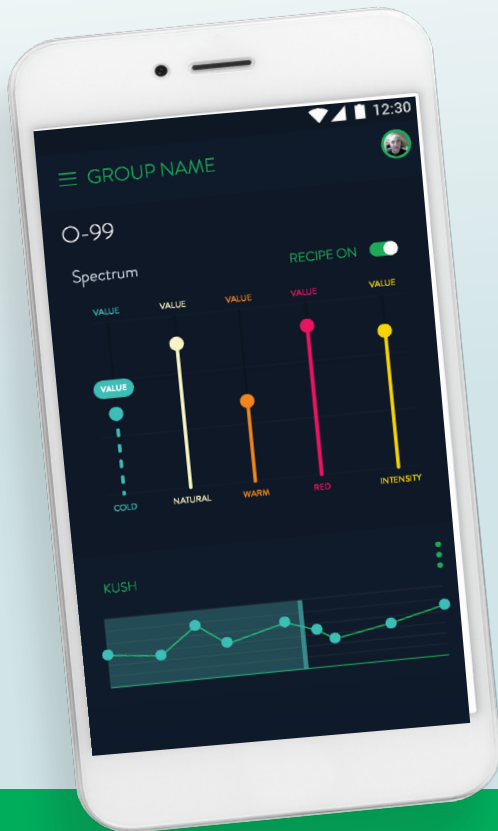 12:30
GROUP NAME
O-99
Spectrum
RECIPE ON
VALUE VALUE VALUE VALUE VALUE
VALUE
COLD NATURAL WARM RED INTENSITY
KUSH